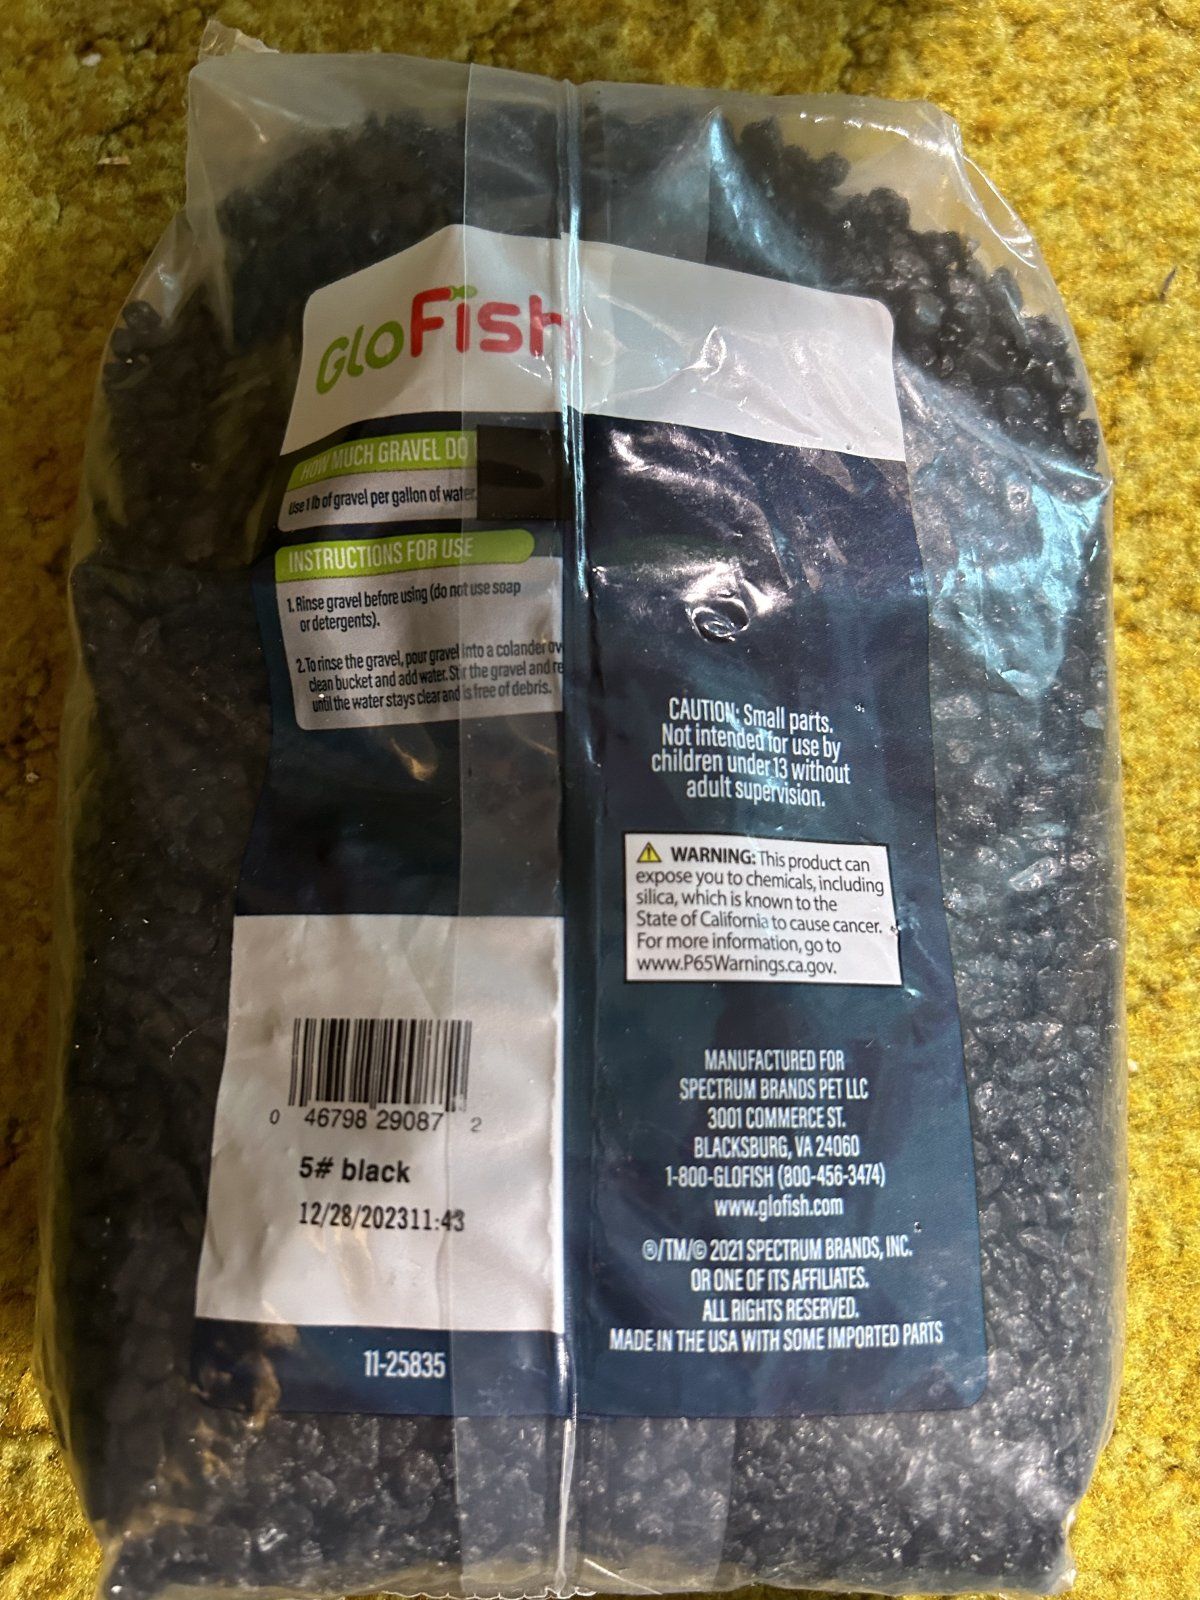 GloFish
HOW MUCH GRAVEL DO
Use 1 lb of gravel per gallon of water.
INSTRUCTIONS FOR USE
1. Rinse gravel before using (do not use soap
or detergents).
2. To rinse the gravel, pour gravel into a colander ov
clean bucket and add water. Stir the gravel and re
until the water stays clear and is free of debris.
CAUTION: Small parts.
Not intended for use by
children under 13 without
adult supervision.
WARNING: This product can
expose you to chemicals, including
silica, which is known to the
State of California to cause cancer.
For more information, go to
www.P65Warnings.ca.gov.
0 46798 29087 2
5# black
12/28/202311:43
11-25835
MANUFACTURED FOR
SPECTRUM BRANDS PET LLC
3001 COMMERCE ST.
BLACKSBURG, VA 24060
1-800-GLOFISH (800-456-3474)
www.glofish.com
®/TM/© 2021 SPECTRUM BRANDS, INC.
OR ONE OF ITS AFFILIATES.
ALL RIGHTS RESERVED.
MADE IN THE USA WITH SOME IMPORTED PARTS